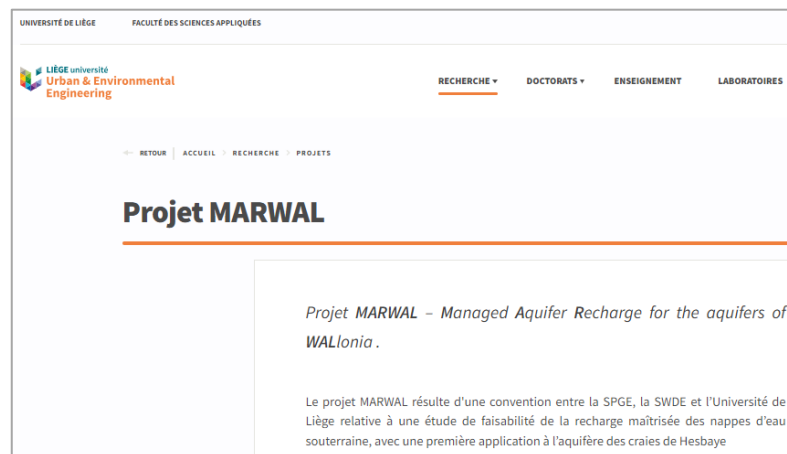 UNIVERSITÉ DE LIÈGE FACULTÉ DES SCIENCES APPLIQUÉES
LIÈGE université
Urban & Environmental
Engineering
RECHERCHE DOCTORATS ENSEIGNEMENT LABORATOIRES
RETOUR ACCUEIL RECHERCHE PROJETS
Projet MARWAL
Projet MARWAL – Managed Aquifer Recharge for the aquifers of
WALlonia .
Le projet MARWAL résulte d'une convention entre la SPGE, la SWDE et l'Université de
Liège relative à une étude de faisabilité de la recharge maîtrisée des nappes d'eau
souterraine, avec une première application à l'aquifère des craies de Hesbaye